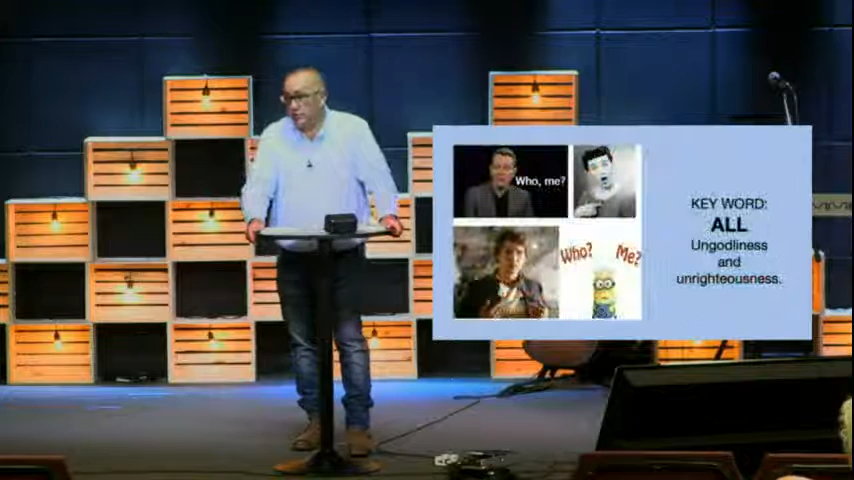 Who, me?
Who? Me?
KEY WORD:
ALL
Ungodliness
and
unrighteousness.